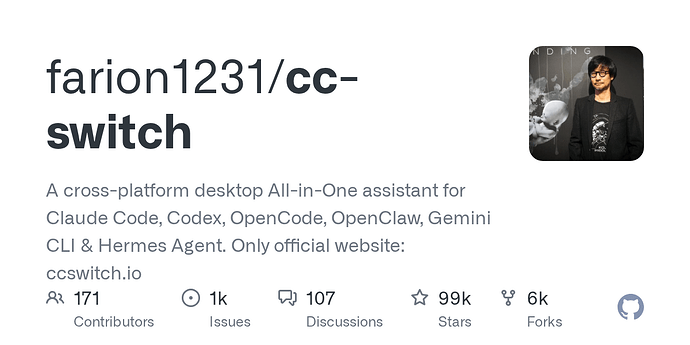 farion1231/cc-
switch
A cross-platform desktop All-in-One assistant for
Claude Code, Codex, OpenCode, OpenClaw, Gemini
CLI & Hermes Agent. Only official website:
ccswitch.io
171
Contributors
1k
Issues
107
Discussions
99k
Stars
6k
Forks
NDING